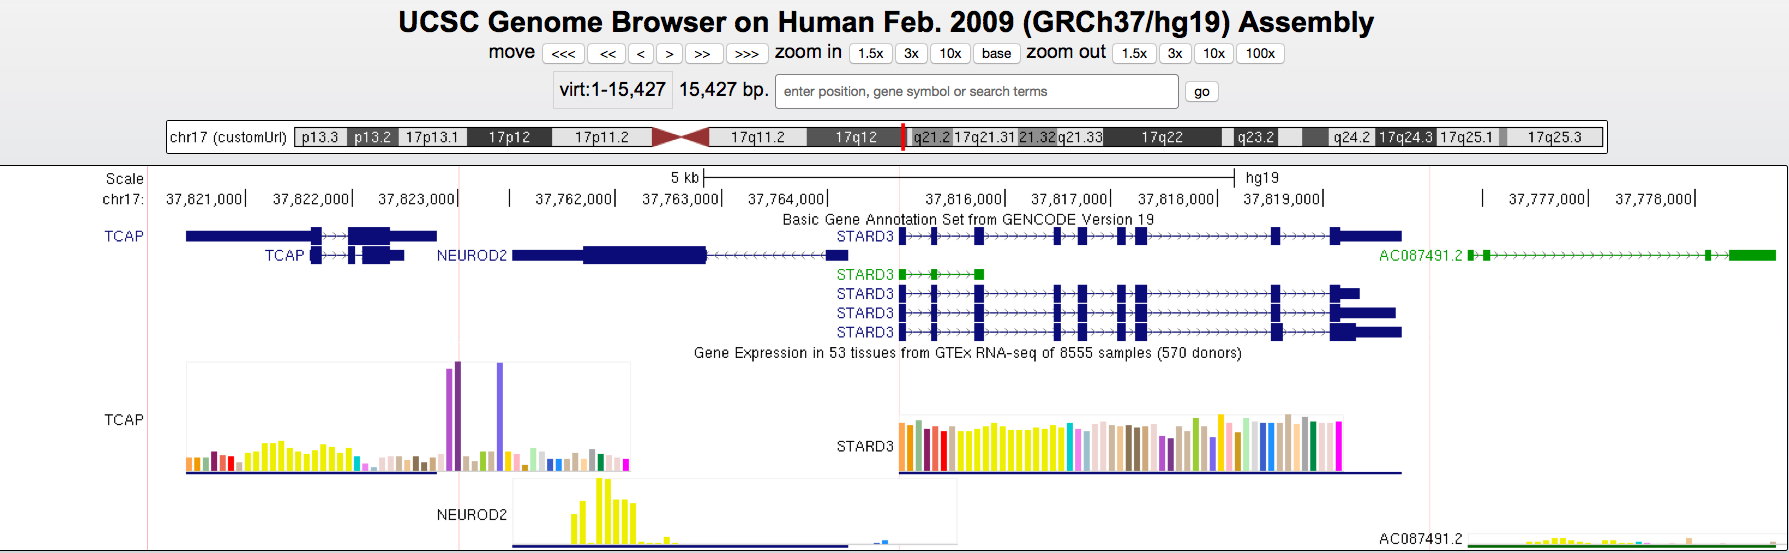 UCSC Genome Browser on Human Feb. 2009 (GRCh37/hg19) Assembly
move <<< << < > >> >>> zoom in 1.5x 3x 10x base zoom out 1.5x 3x 10x 100x
virt:1-15,427 15,427 bp. enter position, gene symbol or search terms go
chr17 (customUrl) p13.3 p13.2 17p13.1 17p12 17p11.2 17q11.2 17q12 q21.2 17q21.31 21.32 q21.33 17q22 q23.2 q24.2 17q24.3 17q25.1 17q25.3
Scale 5 kb hg19
chr17: 37,821,000 37,822,000 37,823,000 37,762,000 37,763,000 37,764,000 37,816,000 37,817,000 37,818,000 37,819,000 37,777,000 37,778,000
Basic Gene Annotation Set from GENCODE Version 19
TCAP STARD3
TCAP NEUROD2 AC087491.2
STARD3
STARD3
STARD3
STARD3
Gene Expression in 53 tissues from GTEx RNA-seq of 8555 samples (570 donors)
TCAP
STARD3
NEUROD2
AC087491.2